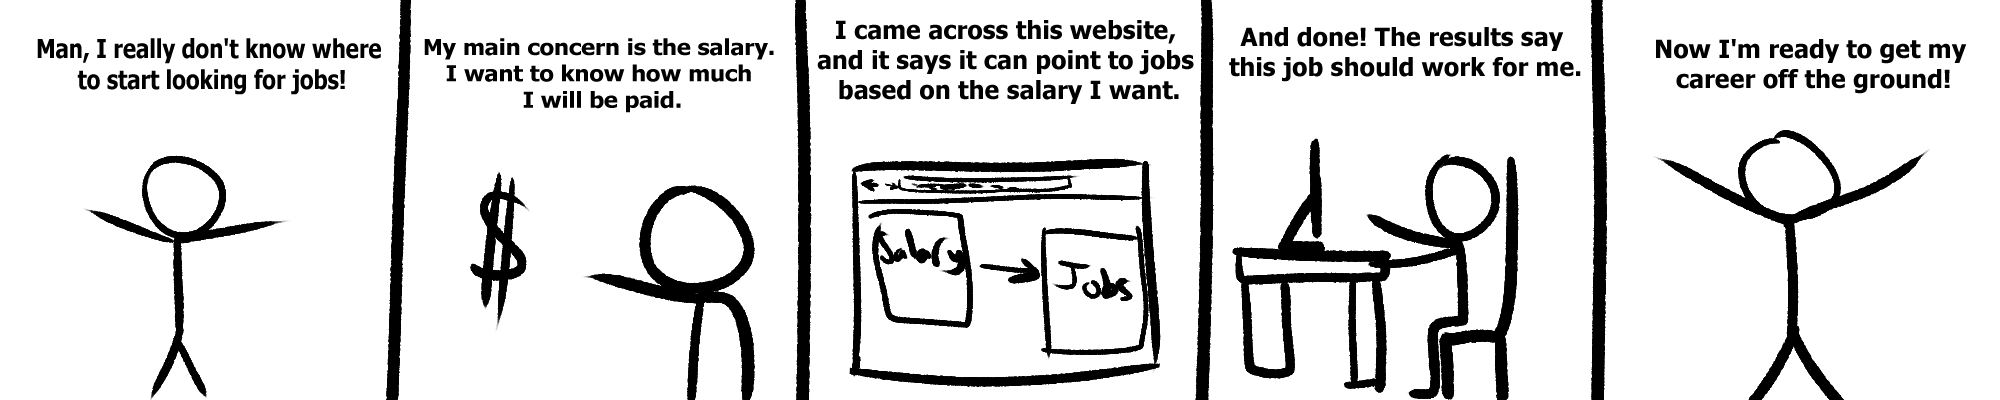 Man, I really don't know where
to start looking for jobs!
My main concern is the salary.
I want to know how much
I will be paid.
$
I came across this website,
and it says it can point to jobs
based on the salary I want.
Salary
Jobs
And done! The results say
this job should work for me.
Now I'm ready to get my
career off the ground!